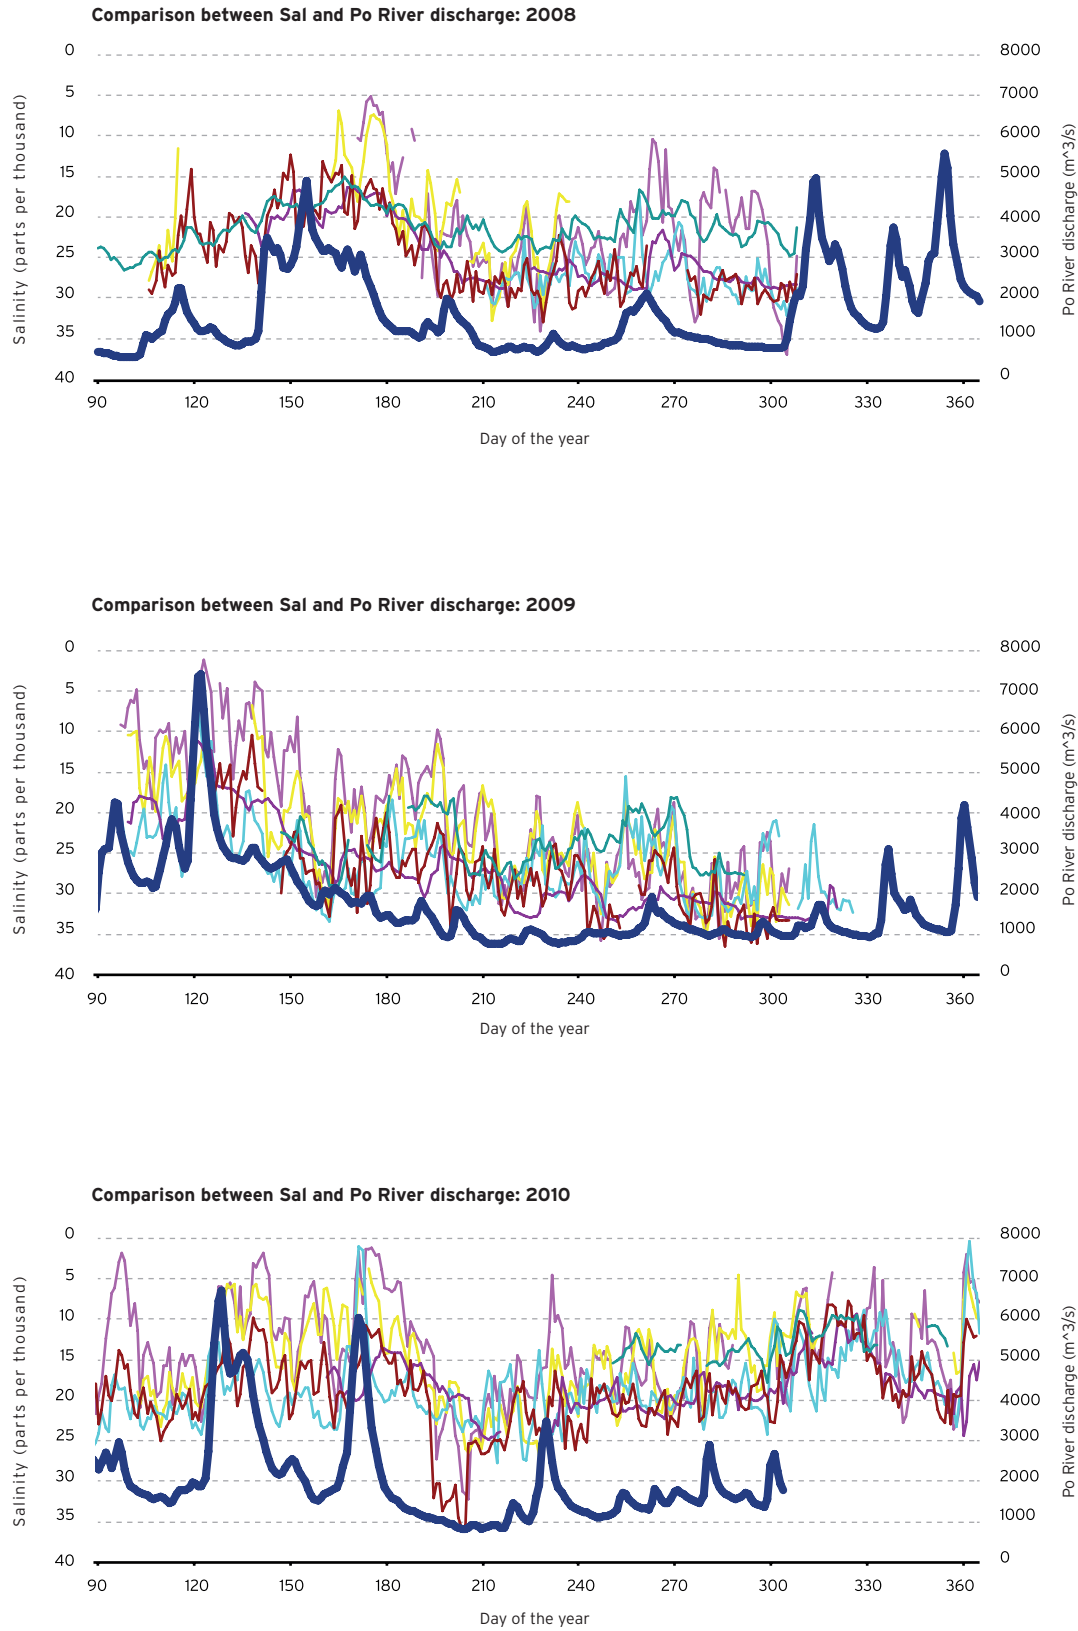 Comparison between Sal and Po River discharge: 2008
0 8000
5 7000
10 6000
15 5000
20 4000
25 3000
30 2000
35 1000
40 0
Salinity (parts per thousand)
Po River discharge (m^3/s)
90 120 150 180 210 240 270 300 330 360
Day of the year
Comparison between Sal and Po River discharge: 2009
0 8000
5 7000
10 6000
15 5000
20 4000
25 3000
30 2000
35 1000
40 0
Salinity (parts per thousand)
Po River discharge (m^3/s)
90 120 150 180 210 240 270 300 330 360
Day of the year
Comparison between Sal and Po River discharge: 2010
0 8000
5 7000
10 6000
15 5000
20 4000
25 3000
30 2000
35 1000
40 0
Salinity (parts per thousand)
Po River discharge (m^3/s)
90 120 150 180 210 240 270 300 330 360
Day of the year